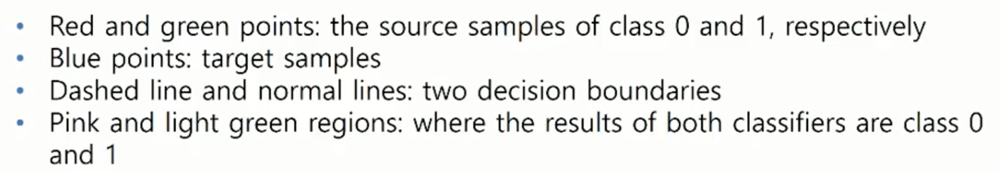 • Red and green points: the source samples of class 0 and 1, respectively
• Blue points: target samples
• Dashed line and normal lines: two decision boundaries
• Pink and light green regions: where the results of both classifiers are class 0
and 1